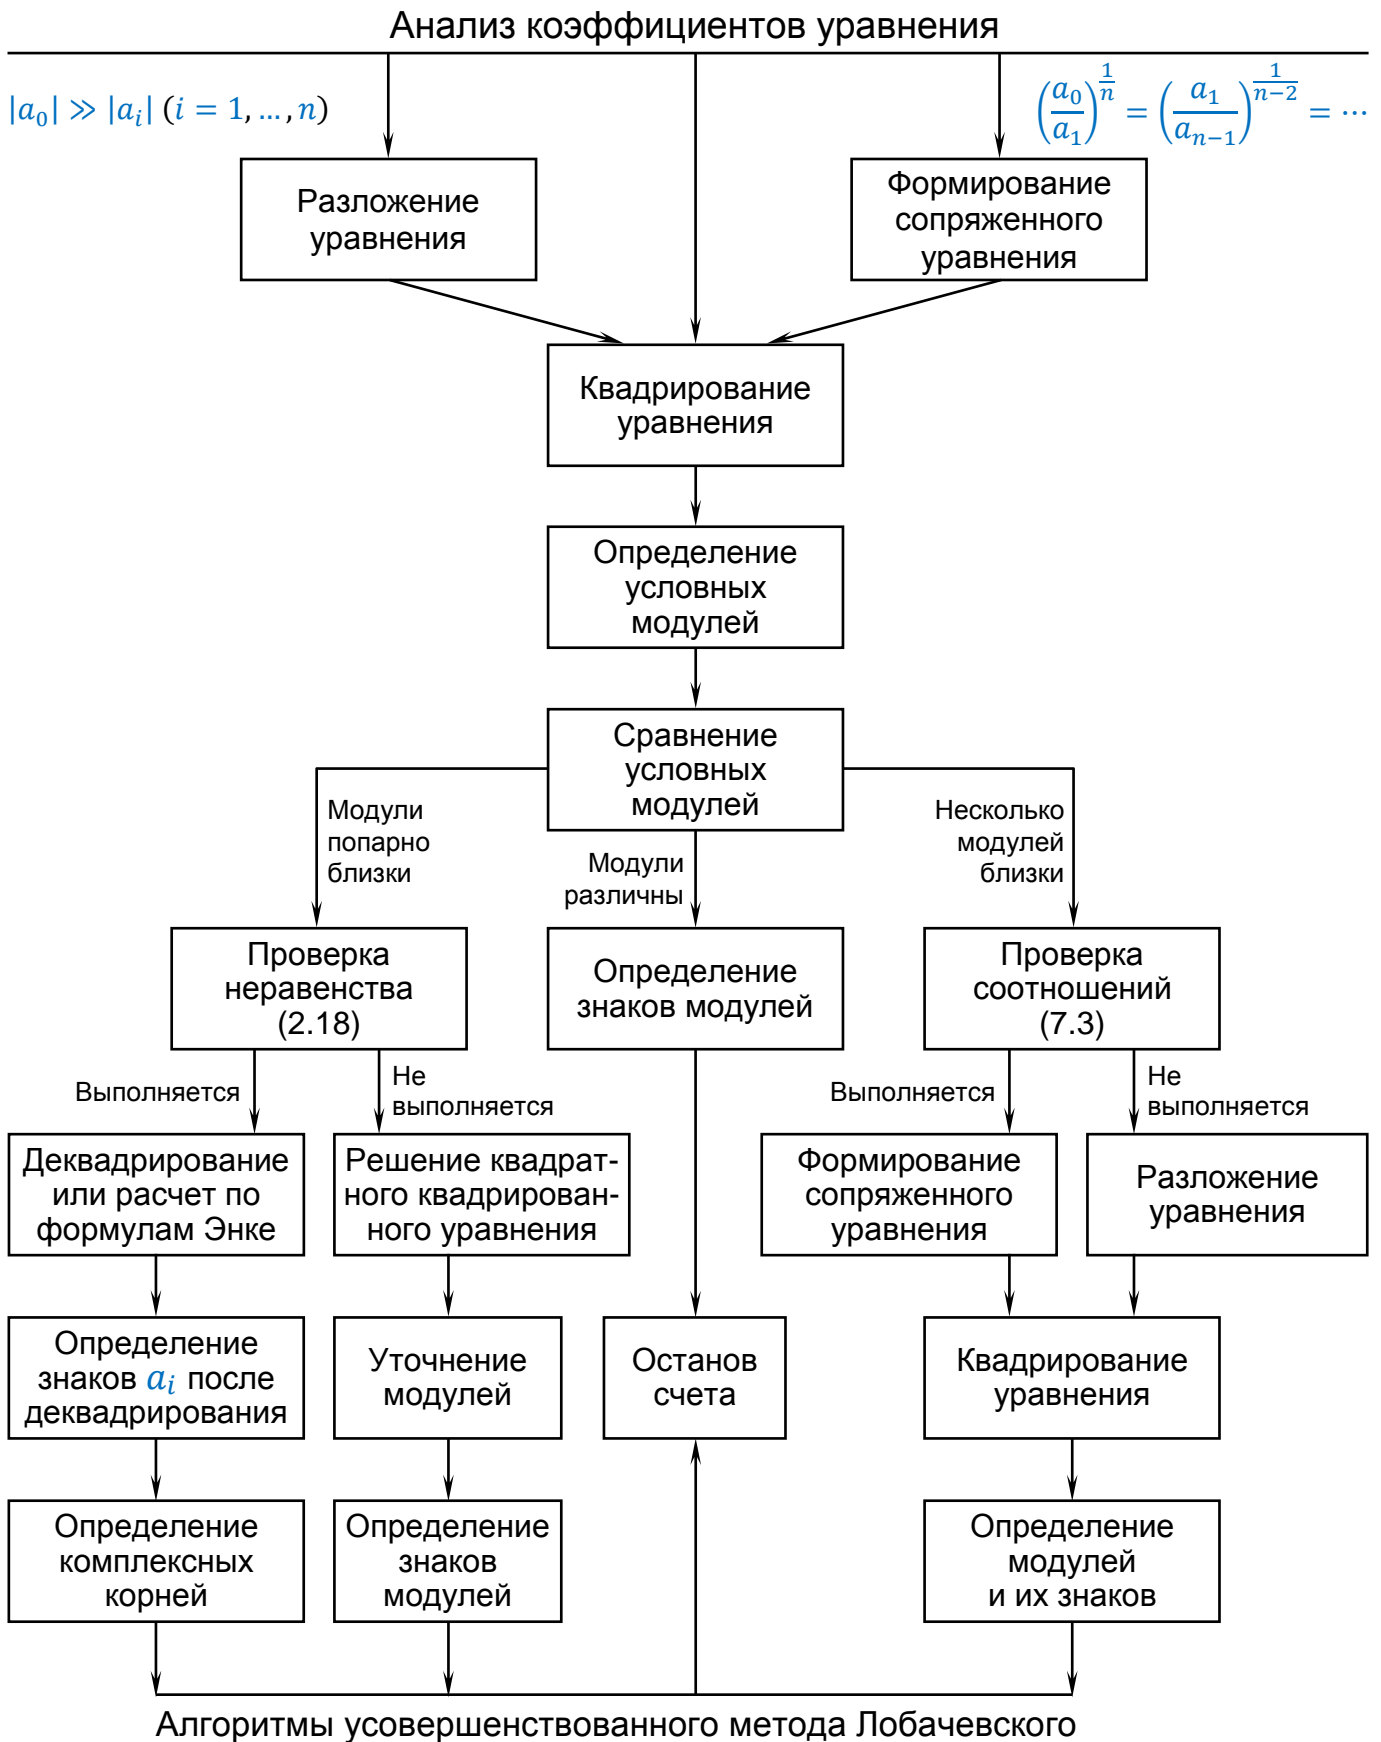 Анализ коэффициентов уравнения
|a₀| ≫ |aᵢ| (i = 1, ..., n)
(a₀/a₁)^(1/n) = (a₁/aₙ₋₁)^(1/(n−2)) = ⋯
Разложение
уравнения
Формирование
сопряженного
уравнения
Квадрирование
уравнения
Определение
условных
модулей
Сравнение
условных
модулей
Модули
попарно
близки
Модули
различны
Несколько
модулей
близки
Проверка
неравенства
(2.18)
Определение
знаков модулей
Проверка
соотношений
(7.3)
Выполняется
Не
выполняется
Выполняется
Не
выполняется
Деквадрирование
или расчет по
формулам Энке
Решение квадрат-
ного квадрирован-
ного уравнения
Формирование
сопряженного
уравнения
Разложение
уравнения
Определение
знаков aᵢ после
деквадрирования
Уточнение
модулей
Останов
счета
Квадрирование
уравнения
Определение
комплексных
корней
Определение
знаков
модулей
Определение
модулей
и их знаков
Алгоритмы усовершенствованного метода Лобачевского